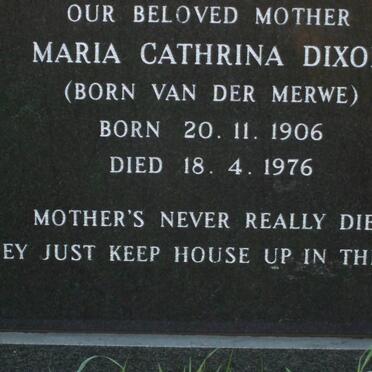 OUR BELOVED MOTHER
MARIA CATHRINA DIXO
(BORN VAN DER MERWE)
BORN 20. 11. 1906
DIED 18. 4. 1976
MOTHER'S NEVER REALLY DIE
EY JUST KEEP HOUSE UP IN TH